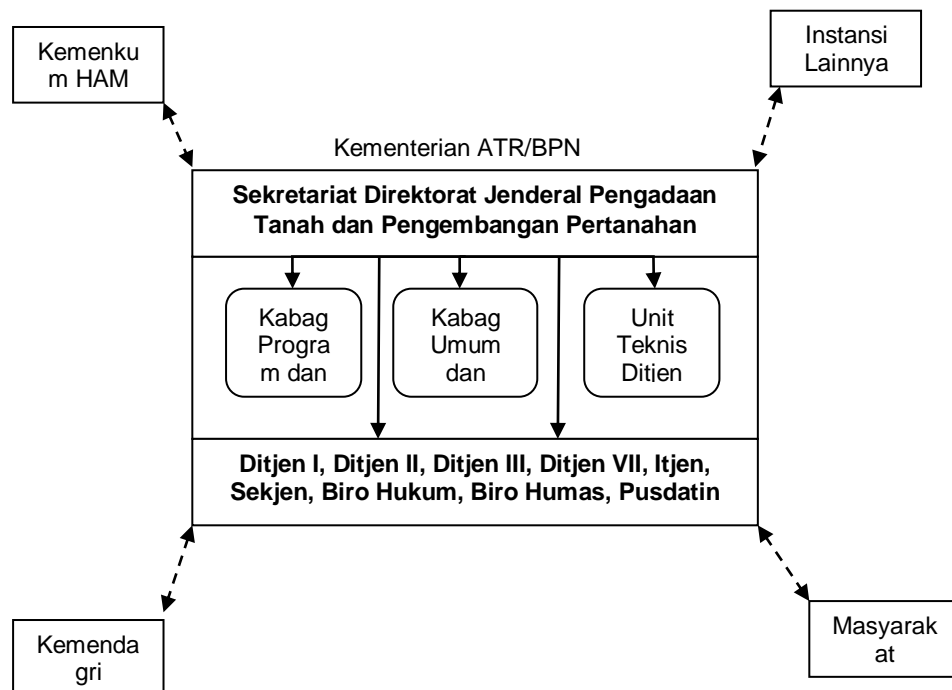 Kemenku
m HAM
Instansi
Lainnya
Kementerian ATR/BPN
Sekretariat Direktorat Jenderal Pengadaan
Tanah dan Pengembangan Pertanahan
Kabag
Progra
m dan
Kabag
Umum
dan
Unit
Teknis
Ditjen
Ditjen I, Ditjen II, Ditjen III, Ditjen VII, Itjen,
Sekjen, Biro Hukum, Biro Humas, Pusdatin
Kemenda
gri
Masyarak
at